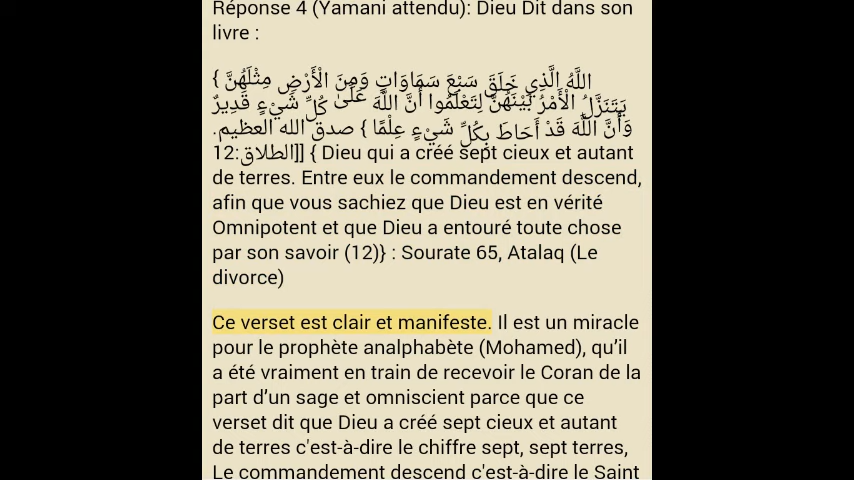 Réponse 4 (Yamani attendu): Dieu Dit dans son
livre :
{ اللَّهُ الَّذِي خَلَقَ سَبْعَ سَمَاوَاتٍ وَمِنَ الْأَرْضِ مِثْلَهُنَّ
يَتَنَزَّلُ الْأَمْرُ بَيْنَهُنَّ لِتَعْلَمُوا أَنَّ اللَّهَ عَلَىٰ كُلِّ شَيْءٍ قَدِيرٌ
وَأَنَّ اللَّهَ قَدْ أَحَاطَ بِكُلِّ شَيْءٍ عِلْمًا { صدق الله العظيم.
12:الطلاق]] { Dieu qui a créé sept cieux et autant
de terres. Entre eux le commandement descend,
afin que vous sachiez que Dieu est en vérité
Omnipotent et que Dieu a entouré toute chose
par son savoir (12)} : Sourate 65, Atalaq (Le
divorce)
Ce verset est clair et manifeste. Il est un miracle
pour le prophète analphabète (Mohamed), qu’il
a été vraiment en train de recevoir le Coran de la
part d’un sage et omniscient parce que ce
verset dit que Dieu a créé sept cieux et autant
de terres c'est-à-dire le chiffre sept, sept terres,
Le commandement descend c'est-à-dire le Saint